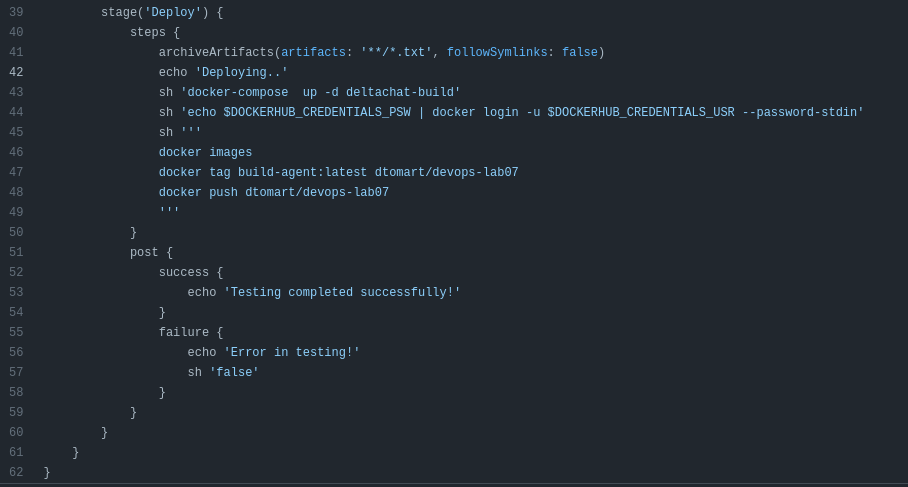 39         stage('Deploy') {
40             steps {
41                 archiveArtifacts(artifacts: '**/*.txt', followSymlinks: false)
42                 echo 'Deploying..'
43                 sh 'docker-compose  up -d deltachat-build'
44                 sh 'echo $DOCKERHUB_CREDENTIALS_PSW | docker login -u $DOCKERHUB_CREDENTIALS_USR --password-stdin'
45                 sh '''
46                 docker images
47                 docker tag build-agent:latest dtomart/devops-lab07
48                 docker push dtomart/devops-lab07
49                 '''
50             }
51             post {
52                 success {
53                     echo 'Testing completed successfully!'
54                 }
55                 failure {
56                     echo 'Error in testing!'
57                     sh 'false'
58                 }
59             }
60         }
61     }
62 }